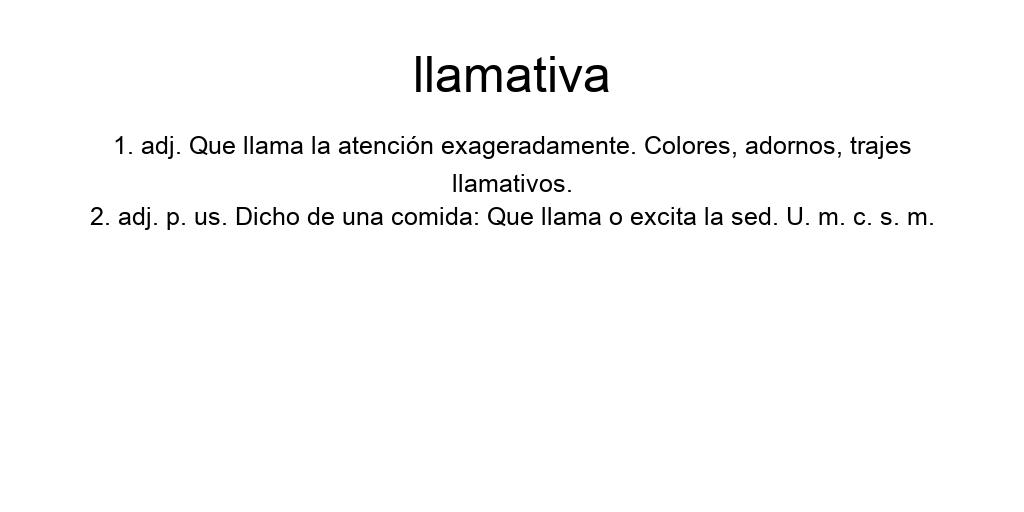 llamativa
1. adj. Que llama la atención exageradamente. Colores, adornos, trajes
llamativos.
2. adj. p. us. Dicho de una comida: Que llama o excita la sed. U. m. c. s. m.